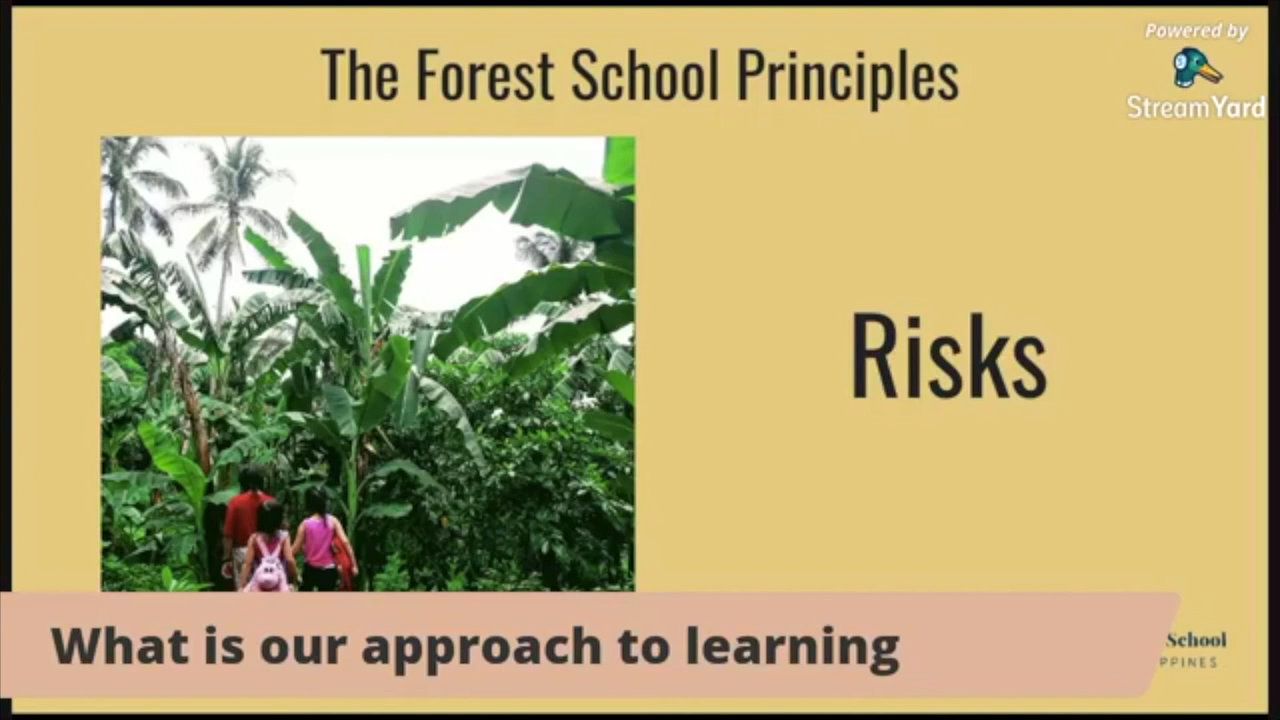 The Forest School Principles
Powered by
StreamYard
Risks
What is our approach to learning
School
PPINES